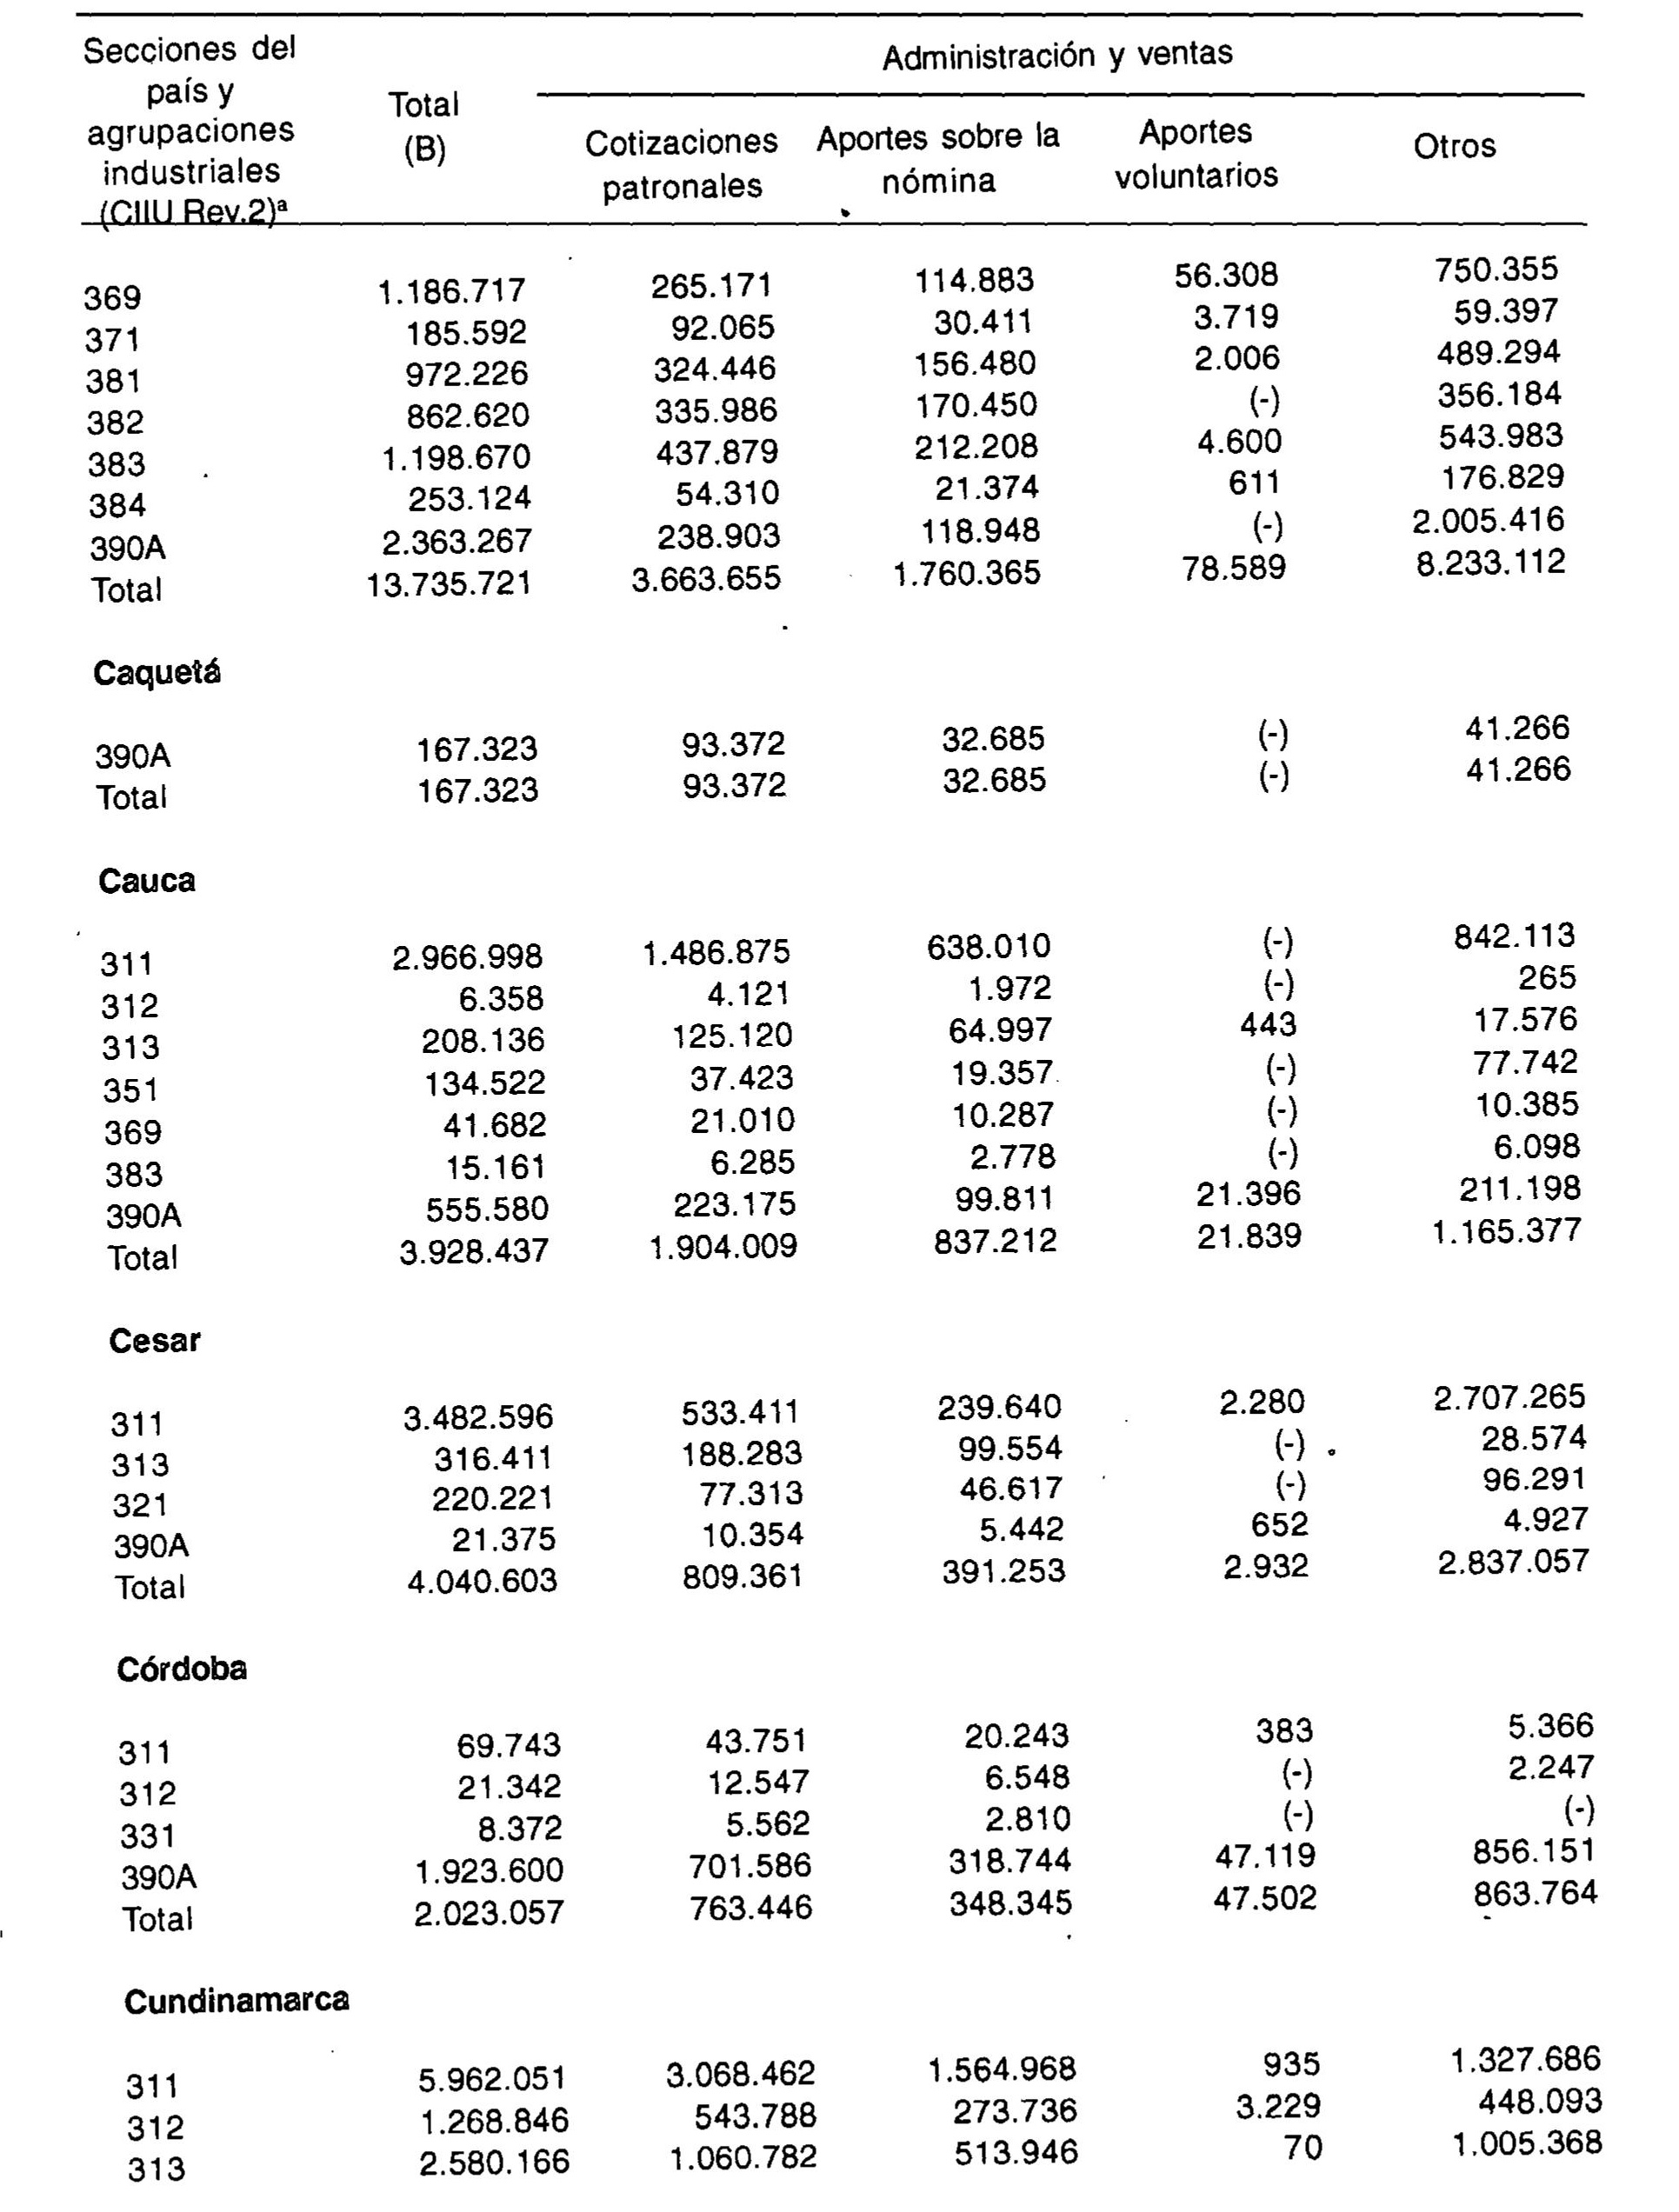 Secciones del
país y
agrupaciones
industriales
(CIIU Rev.2)ª
Total
(B)
Administración y ventas
Cotizaciones
patronales
Aportes sobre la
nómina
Aportes
voluntarios
Otros
369 1.186.717 265.171 114.883 56.308 750.355
371 185.592 92.065 30.411 3.719 59.397
381 972.226 324.446 156.480 2.006 489.294
382 862.620 335.986 170.450 (-) 356.184
383 1.198.670 437.879 212.208 4.600 543.983
384 253.124 54.310 21.374 611 176.829
390A 2.363.267 238.903 118.948 (-) 2.005.416
Total 13.735.721 3.663.655 1.760.365 78.589 8.233.112
Caquetá
390A 167.323 93.372 32.685 (-) 41.266
Total 167.323 93.372 32.685 (-) 41.266
Cauca
311 2.966.998 1.486.875 638.010 (-) 842.113
312 6.358 4.121 1.972 (-) 265
313 208.136 125.120 64.997 443 17.576
351 134.522 37.423 19.357 (-) 77.742
369 41.682 21.010 10.287 (-) 10.385
383 15.161 6.285 2.778 (-) 6.098
390A 555.580 223.175 99.811 21.396 211.198
Total 3.928.437 1.904.009 837.212 21.839 1.165.377
Cesar
311 3.482.596 533.411 239.640 2.280 2.707.265
313 316.411 188.283 99.554 (-) 28.574
321 220.221 77.313 46.617 (-) 96.291
390A 21.375 10.354 5.442 652 4.927
Total 4.040.603 809.361 391.253 2.932 2.837.057
Córdoba
311 69.743 43.751 20.243 383 5.366
312 21.342 12.547 6.548 (-) 2.247
331 8.372 5.562 2.810 (-) (-)
390A 1.923.600 701.586 318.744 47.119 856.151
Total 2.023.057 763.446 348.345 47.502 863.764
Cundinamarca
311 5.962.051 3.068.462 1.564.968 935 1.327.686
312 1.268.846 543.788 273.736 3.229 448.093
313 2.580.166 1.060.782 513.946 70 1.005.368